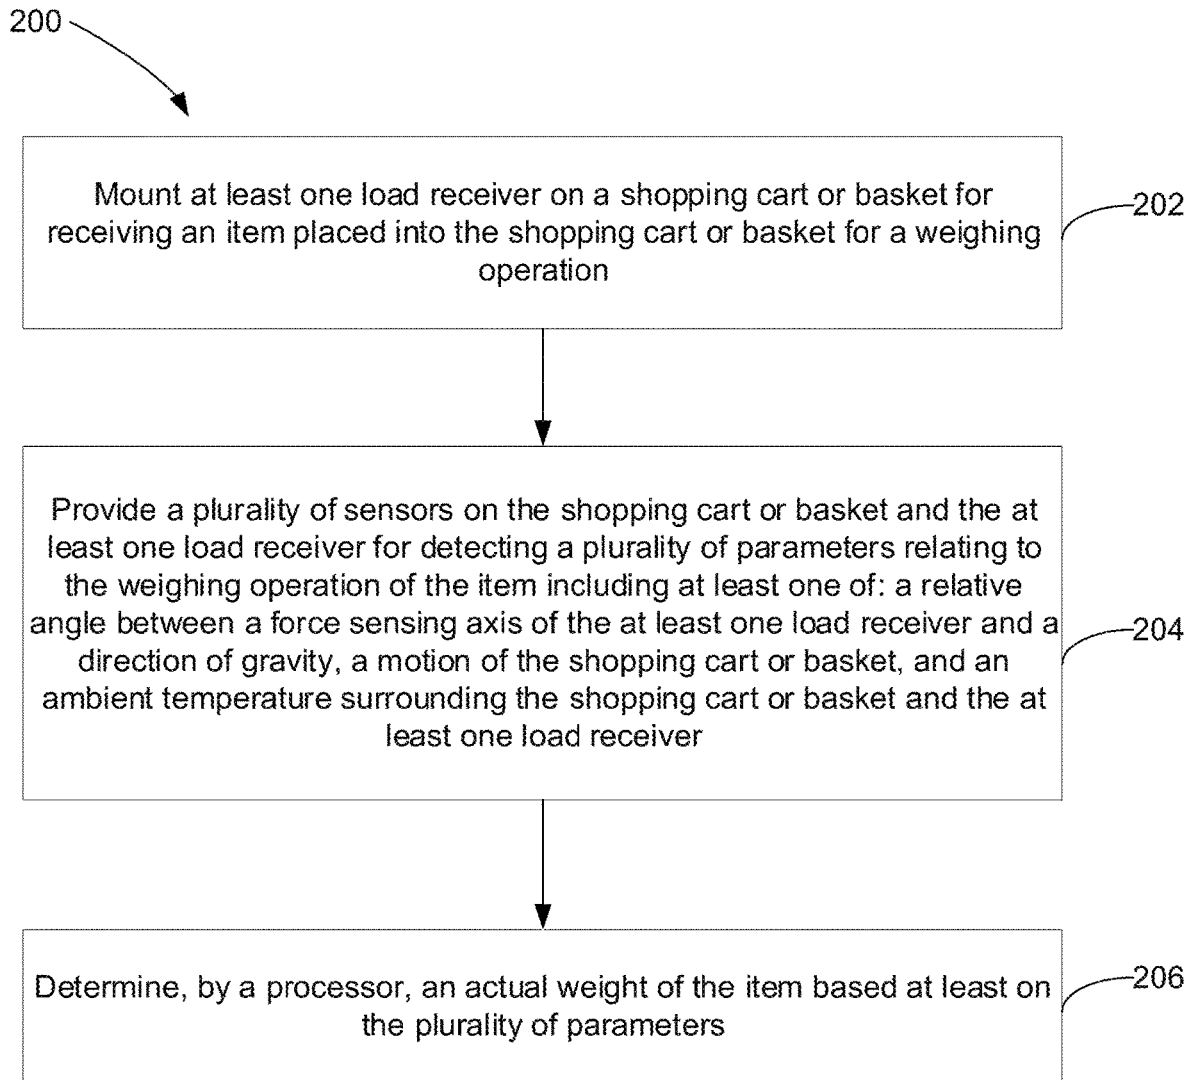 200
Mount at least one load receiver on a shopping cart or basket for
receiving an item placed into the shopping cart or basket for a weighing
operation
202
Provide a plurality of sensors on the shopping cart or basket and the at
least one load receiver for detecting a plurality of parameters relating to
the weighing operation of the item including at least one of: a relative
angle between a force sensing axis of the at least one load receiver and a
direction of gravity, a motion of the shopping cart or basket, and an
ambient temperature surrounding the shopping cart or basket and the at
least one load receiver
204
Determine, by a processor, an actual weight of the item based at least on
the plurality of parameters
206